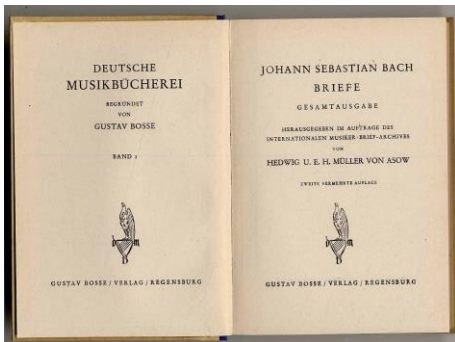 DEUTSCHE
MUSIKBÜCHEREI
BEGRÜNDET
VON
GUSTAV BOSSE
BAND 1
GUSTAV BOSSE / VERLAG / REGENSBURG
JOHANN SEBASTIAN BACH
BRIEFE
GESAMTAUSGABE
HERAUSGEGEBEN IM AUFTRAGE DES
INTERNATIONALEN MUSIKER-BRIEF-ARCHIVES
VON
HEDWIG U. E. H. MÜLLER VON ASOW
ZWEITE VERMEHRTE AUFLAGE
GUSTAV BOSSE / VERLAG / REGENSBURG